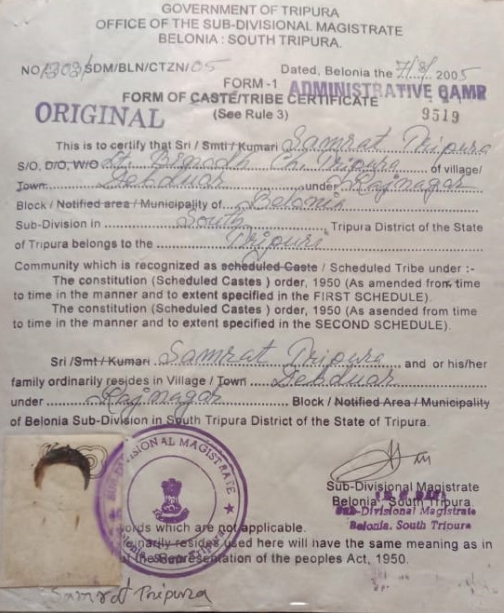 GOVERNMENT OF TRIPURA
OFFICE OF THE SUB-DIVISIONAL MAGISTRATE
BELONIA : SOUTH TRIPURA.
NO/1303/SDM/BLN/CTZN/05 Dated, Belonia the 7/8/2005
FORM -1 ADMINISTRATIVE CAMP
FORM OF CASTE/TRIBE CERTIFICATE
ORIGINAL (See Rule 3) 9519
This is to certify that Sri / Smti / Kumari Samrat Tripura
S/O, D/O, W/O Ch. Tripura of village/
Town Debduar under Rajnagar
Block / Notified area / Municipality of Belonia
Sub-Division in South Tripura District of the State
of Tripura belongs to the Tripuri
Community which is recognized as scheduled Caste / Scheduled Tribe under :-
The constitution (Scheduled Castes ) order, 1950 (As amended from time
to time in the manner and to extent specified in the FIRST SCHEDULE).
The constitution (Scheduled Castes ) order, 1950 (As asended from time
to time in the manner and to extent specified in the SECOND SCHEDULE).
Sri /Smt / Kumari Samrat Tripura and or his/her
family ordinarily resides in Village / Town Debduar
under Rajnagar Block / Notified Area / Municipality
of Belonia Sub-Division in South Tripura District of the State of Tripura.
SUB-DIVISIONAL MAGISTRATE
Belonia South Tripura
Sub-Divisional Magistrate
Belonia, South Tripura
Sub-Divisional Magistrate
Belonia, South Tripura
words which are not applicable.
resides used here will have the same meaning as in
the Representation of the peoples Act, 1950.
Samrat Tripura